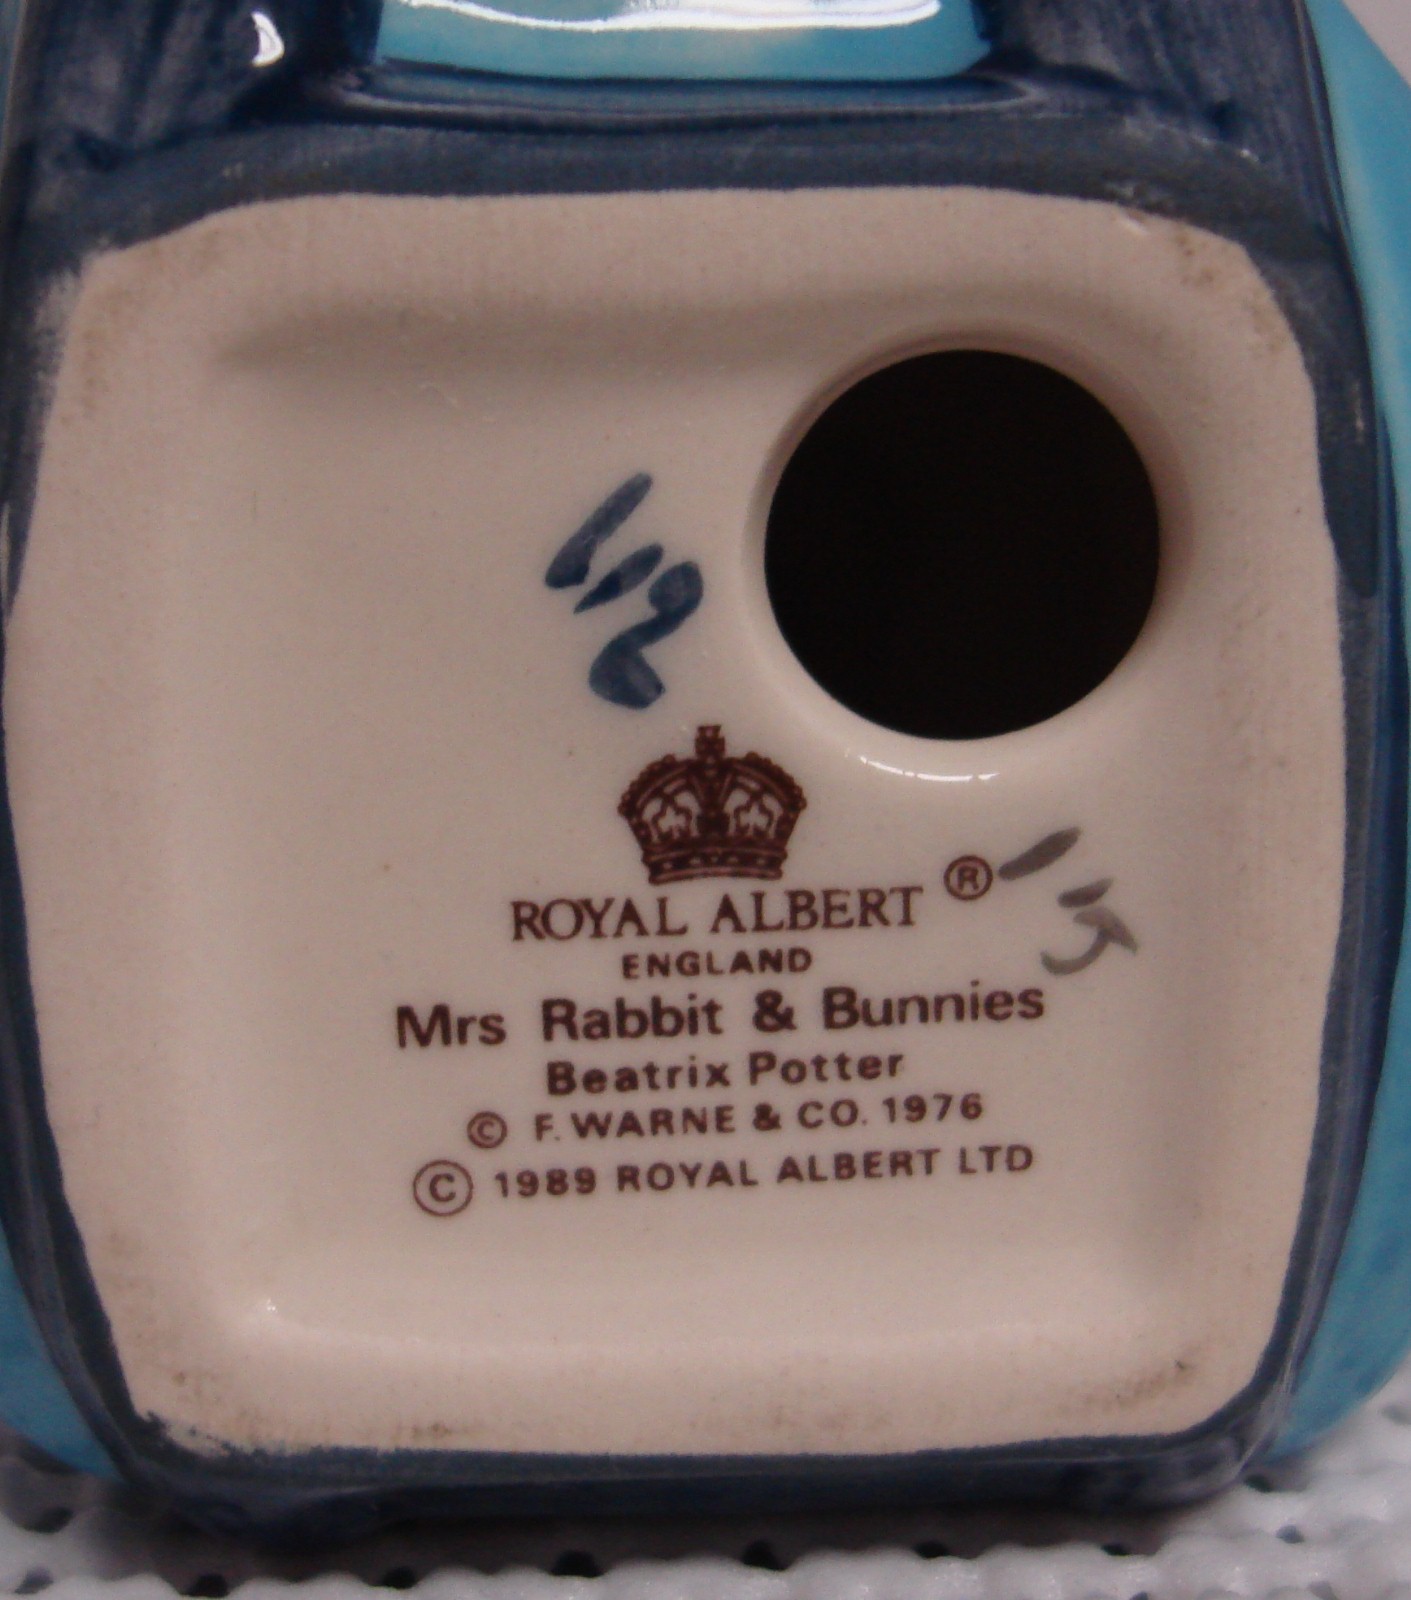 ROYAL ALBERT ®
ENGLAND
Mrs Rabbit & Bunnies
Beatrix Potter
© F. WARNE & CO. 1976
© 1989 ROYAL ALBERT LTD